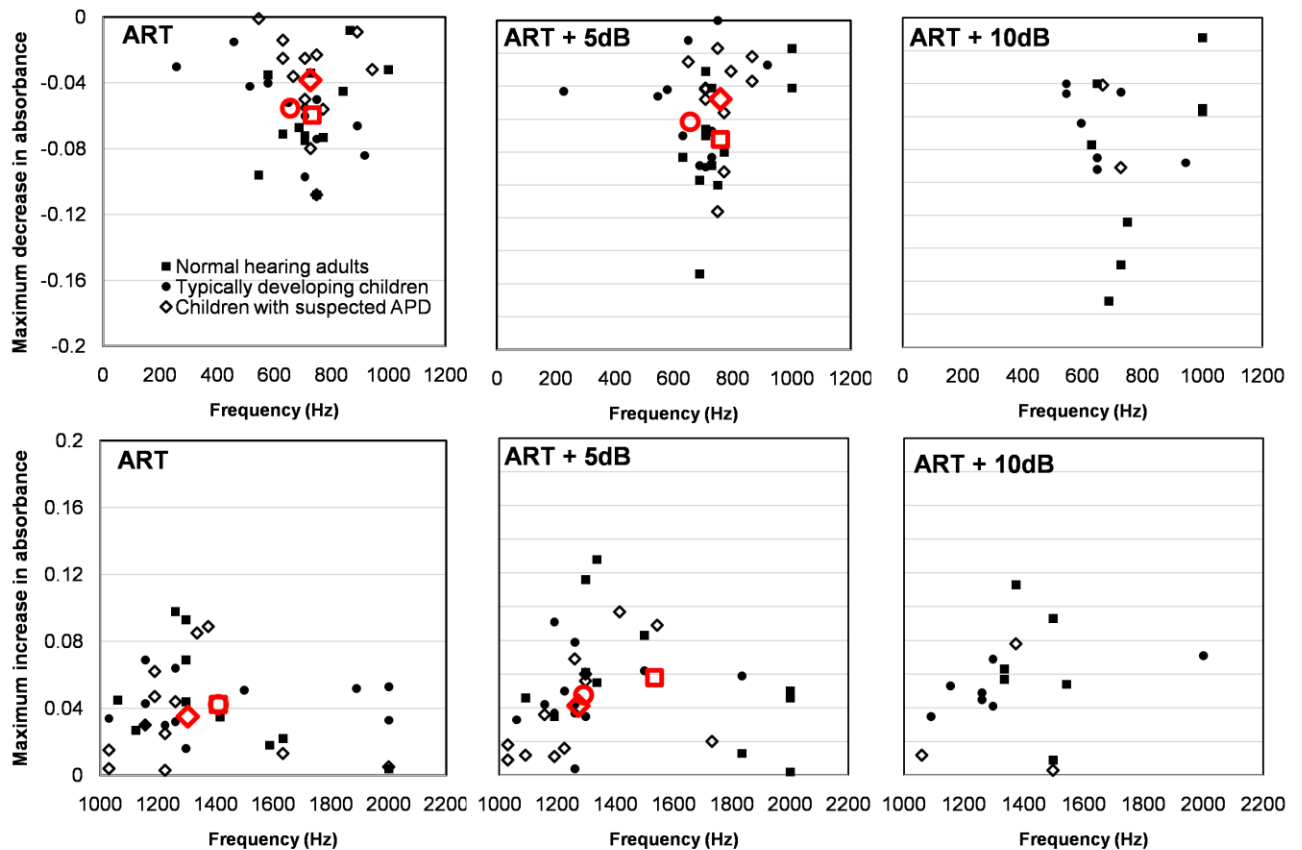 ART
ART + 5dB
ART + 10dB
Maximum decrease in absorbance
0
-0.04
-0.08
-0.12
-0.16
-0.2
Normal hearing adults
Typically developing children
Children with suspected APD
0 200 400 600 800 1000 1200
0 200 400 600 800 1000 1200
0 200 400 600 800 1000 1200
Frequency (Hz)
Frequency (Hz)
Frequency (Hz)
ART
ART + 5dB
ART + 10dB
Maximum increase in absorbance
0.2
0.16
0.12
0.08
0.04
0
1000 1200 1400 1600 1800 2000 2200
1000 1200 1400 1600 1800 2000 2200
1000 1200 1400 1600 1800 2000 2200
Frequency (Hz)
Frequency (Hz)
Frequency (Hz)